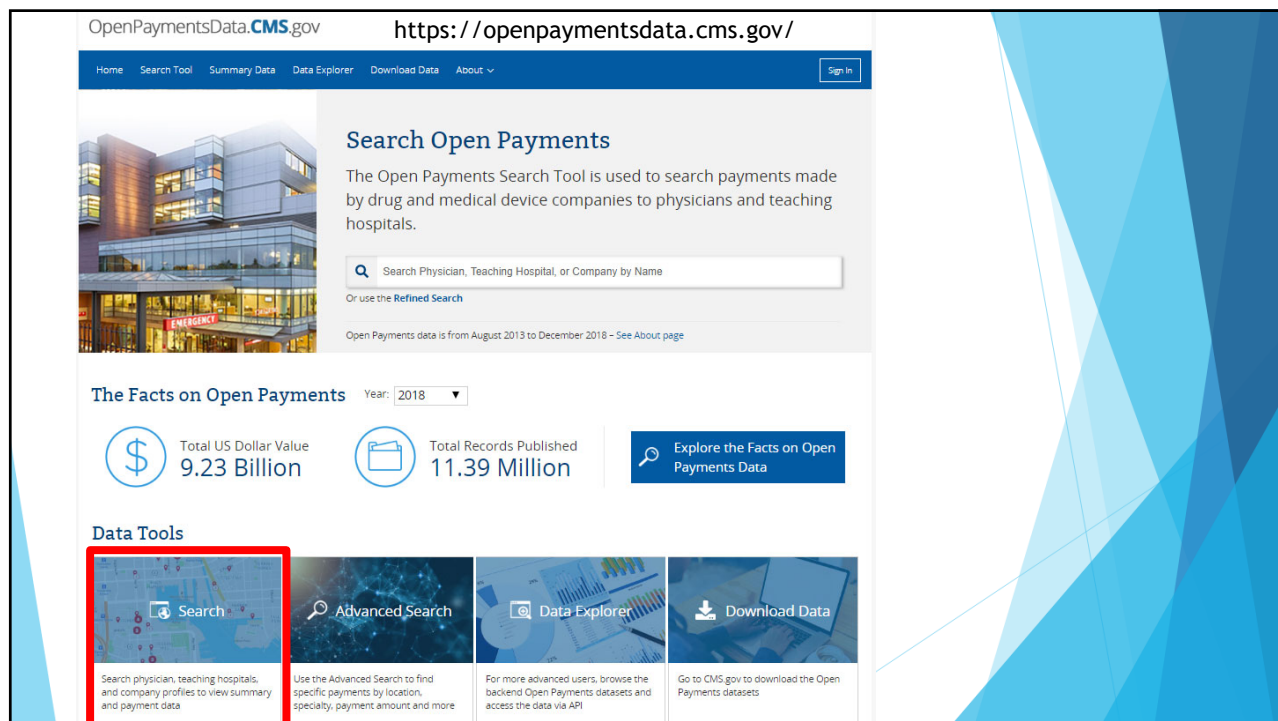 OpenPaymentsData.CMS.gov
https://openpaymentsdata.cms.gov/
Home Search Tool Summary Data Data Explorer Download Data About
Sign In
Search Open Payments
The Open Payments Search Tool is used to search payments made
by drug and medical device companies to physicians and teaching
hospitals.
Search Physician, Teaching Hospital, or Company by Name
Or use the Refined Search
Open Payments data is from August 2013 to December 2018 – See About page
EMERGENCY
The Facts on Open Payments Year: 2018
Total US Dollar Value
9.23 Billion
Total Records Published
11.39 Million
Explore the Facts on Open
Payments Data
Data Tools
Search
Search physician, teaching hospitals,
and company profiles to view summary
and payment data
Advanced Search
Use the Advanced Search to find
specific payments by location,
specialty, payment amount and more
Data Explorer
For more advanced users, browse the
backend Open Payments datasets and
access the data via API
Download Data
Go to CMS.gov to download the Open
Payments datasets